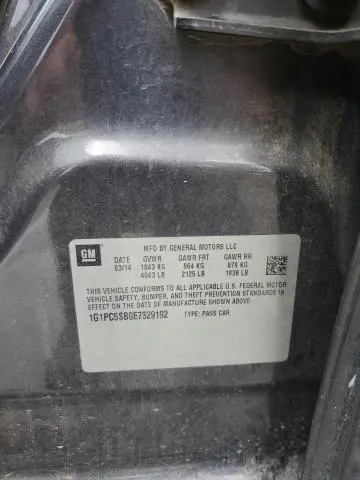 GM
MFD BY GENERAL MOTORS LLC
DATE GVWR GAWR FRT GAWR RR
03/14 1843 KG 964 KG 879 KG
4063 LB 2125 LB 1938 LB
THIS VEHICLE CONFORMS TO ALL APPLICABLE U.S. FEDERAL MOTOR
VEHICLE SAFETY, BUMPER, AND THEFT PREVENTION STANDARDS
IN EFFECT ON THE DATE OF MANUFACTURE SHOWN ABOVE.
1G1PC5SB6E7329192 TYPE: PASS CAR